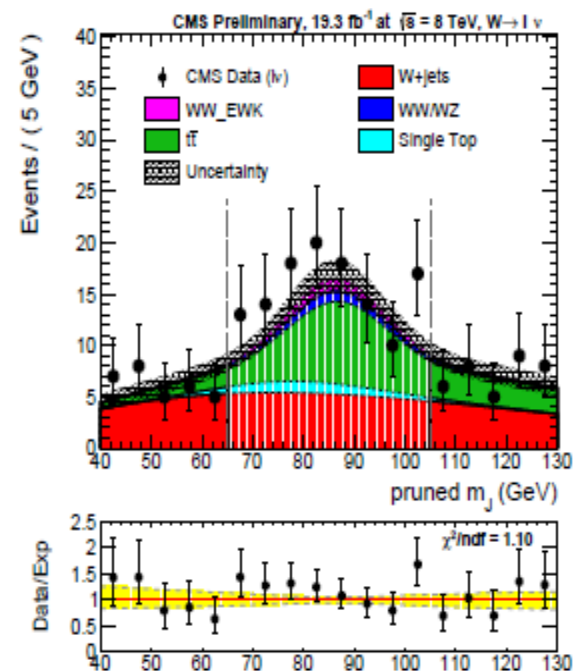 CMS Preliminary, 19.3 fb⁻¹ at √s = 8 TeV, W→ l ν
Events / ( 5 GeV )
40
35
30
25
20
15
10
5
0
CMS Data (lν)
W+jets
WW_EWK
WW/WZ
tt̄
Single Top
Uncertainty
40 50 60 70 80 90 100 110 120 130
pruned m_J (GeV)
Data/Exp
2.5
2
1.5
1
0.5
0
χ²/ndf = 1.10
40 50 60 70 80 90 100 110 120 130